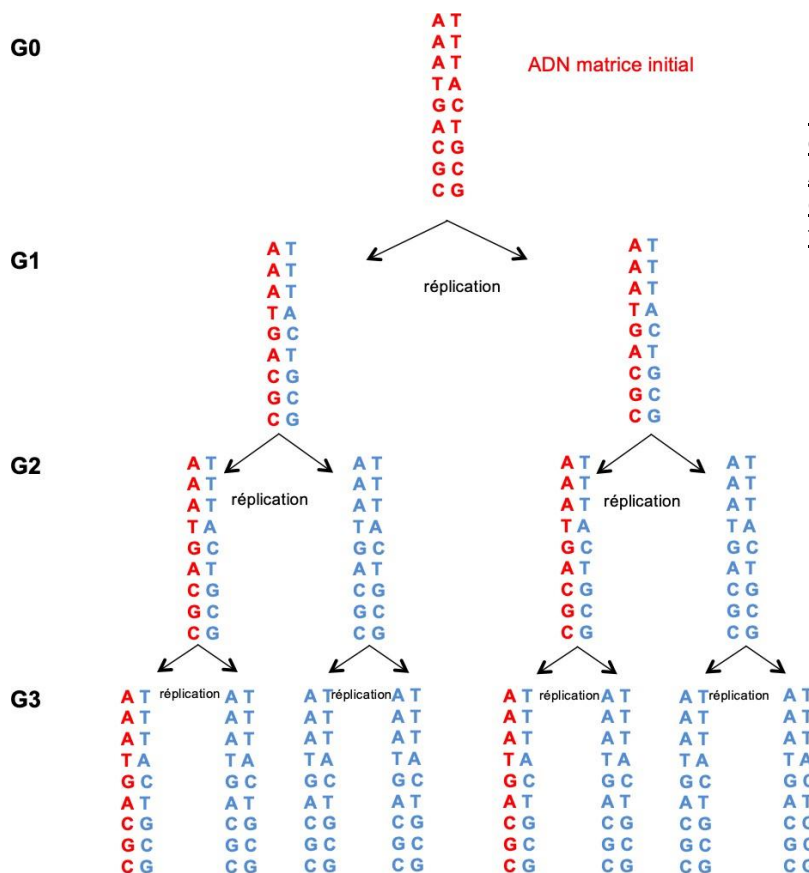 A T
G0 A T
A T ADN matrice initial
T A
G C
A T
C G
G C
C G
G1 A T A T
A T A T
réplication
A T A T
T A T A
G C G C
A T A T
C G C G
G C G C
C G C G
G2 A T A T A T A T
A T A T A T A T
réplication réplication
A T A T A T A T
T A T A T A T A
G C G C G C G C
A T A T A T A T
C G C G C G C G
G C G C G C G C
C G C G C G C G
G3 A T réplication A T A T réplication A T A T réplication A T A T réplication A T
A T A T A T A T A T A T A T A T
A T A T A T A T A T A T A T A T
T A T A T A T A T A T A T A T A
G C G C G C G C G C G C G C G C
A T A T A T A T A T A T A T A T
C G C G C G C G C G C G C G C G
G C G C G C G C G C G C G C G C
C G C G C G C G C G C G C G C G